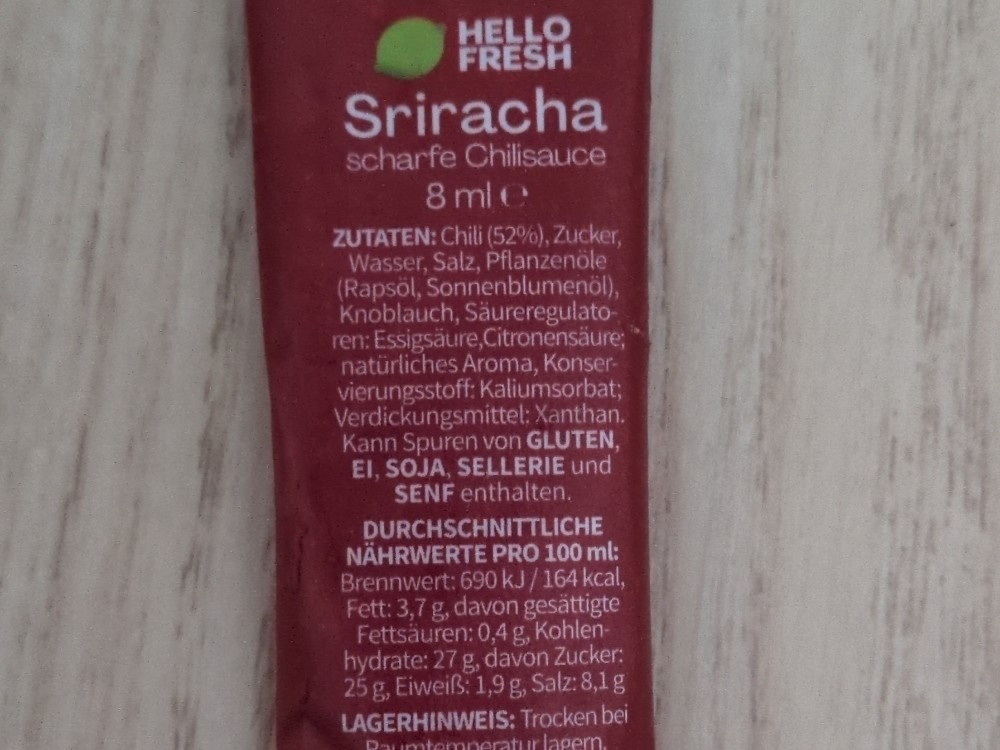 HELLO
FRESH
Sriracha
scharfe Chilisauce
8 ml ℮
ZUTATEN: Chili (52%), Zucker,
Wasser, Salz, Pflanzenöle
(Rapsöl, Sonnenblumenöl),
Knoblauch, Säureregulato-
ren: Essigsäure,Citronensäure;
natürliches Aroma, Konser-
vierungsstoff: Kaliumsorbat;
Verdickungsmittel: Xanthan.
Kann Spuren von GLUTEN,
EI, SOJA, SELLERIE und
SENF enthalten.
DURCHSCHNITTLICHE
NÄHRWERTE PRO 100 ml:
Brennwert: 690 kJ / 164 kcal,
Fett: 3,7 g, davon gesättigte
Fettsäuren: 0,4 g, Kohlen-
hydrate: 27 g, davon Zucker:
25 g, Eiweiß: 1,9 g, Salz: 8,1 g
LAGERHINWEIS: Trocken bei
Raumtemperatur lagern.